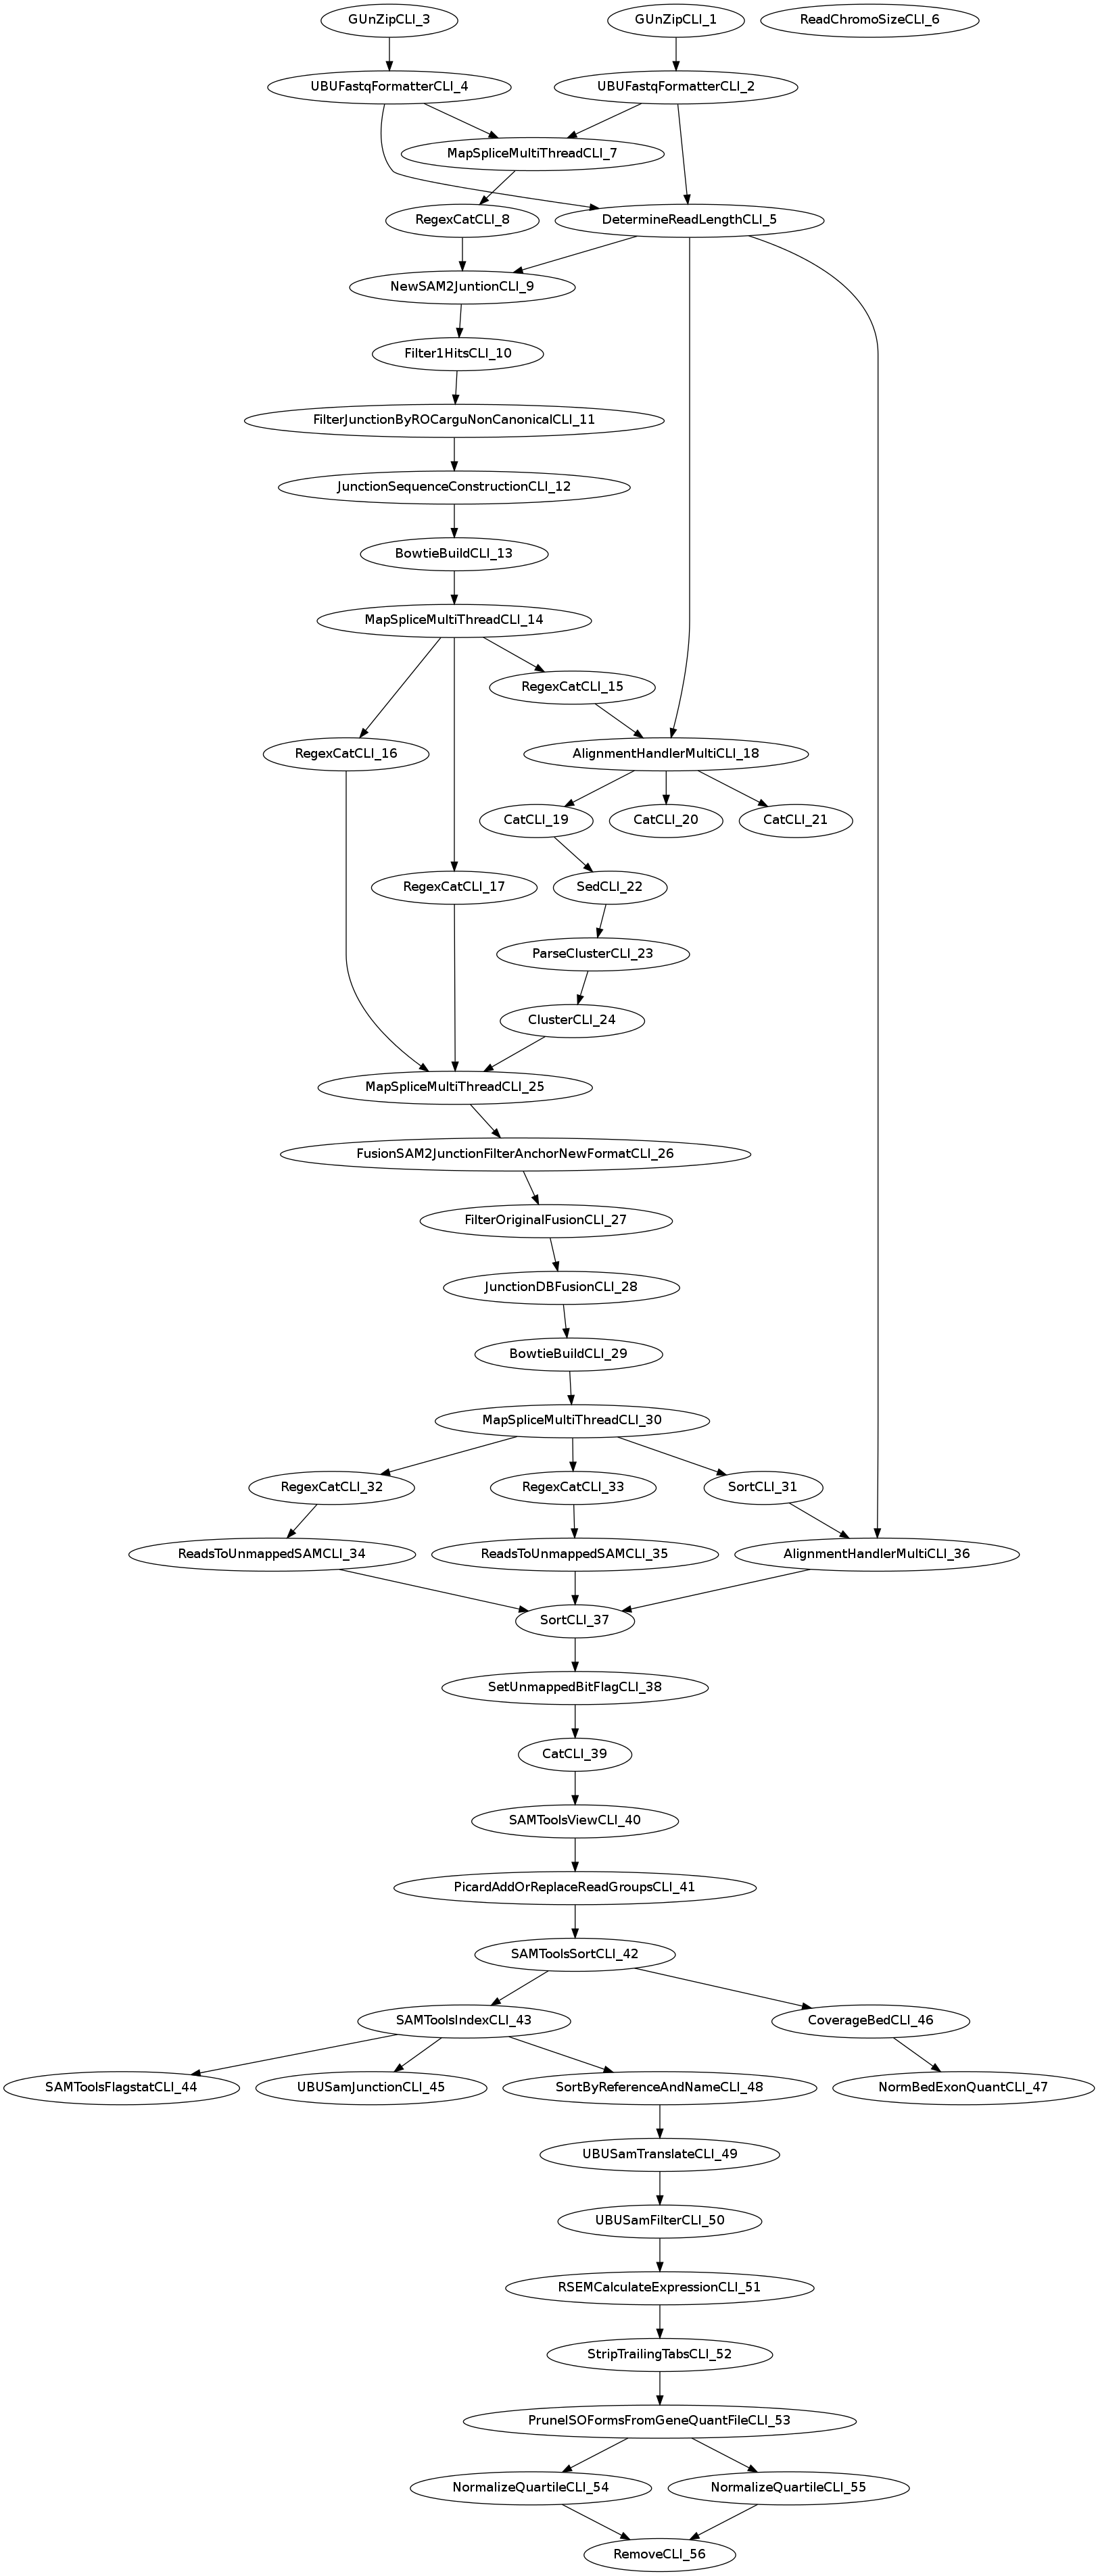 GUnZipCLI_3
GUnZipCLI_1
ReadChromoSizeCLI_6
UBUFastqFormatterCLI_4
UBUFastqFormatterCLI_2
MapSpliceMultiThreadCLI_7
RegexCatCLI_8
DetermineReadLengthCLI_5
NewSAM2JuntionCLI_9
Filter1HitsCLI_10
FilterJunctionByROCarguNonCanonicalCLI_11
JunctionSequenceConstructionCLI_12
BowtieBuildCLI_13
MapSpliceMultiThreadCLI_14
RegexCatCLI_15
RegexCatCLI_16
AlignmentHandlerMultiCLI_18
CatCLI_19
CatCLI_20
CatCLI_21
RegexCatCLI_17
SedCLI_22
ParseClusterCLI_23
ClusterCLI_24
MapSpliceMultiThreadCLI_25
FusionSAM2JunctionFilterAnchorNewFormatCLI_26
FilterOriginalFusionCLI_27
JunctionDBFusionCLI_28
BowtieBuildCLI_29
MapSpliceMultiThreadCLI_30
RegexCatCLI_32
RegexCatCLI_33
SortCLI_31
ReadsToUnmappedSAMCLI_34
ReadsToUnmappedSAMCLI_35
AlignmentHandlerMultiCLI_36
SortCLI_37
SetUnmappedBitFlagCLI_38
CatCLI_39
SAMToolsViewCLI_40
PicardAddOrReplaceReadGroupsCLI_41
SAMToolsSortCLI_42
SAMToolsIndexCLI_43
CoverageBedCLI_46
SAMToolsFlagstatCLI_44
UBUSamJunctionCLI_45
SortByReferenceAndNameCLI_48
NormBedExonQuantCLI_47
UBUSamTranslateCLI_49
UBUSamFilterCLI_50
RSEMCalculateExpressionCLI_51
StripTrailingTabsCLI_52
PruneISOFormsFromGeneQuantFileCLI_53
NormalizeQuartileCLI_54
NormalizeQuartileCLI_55
RemoveCLI_56